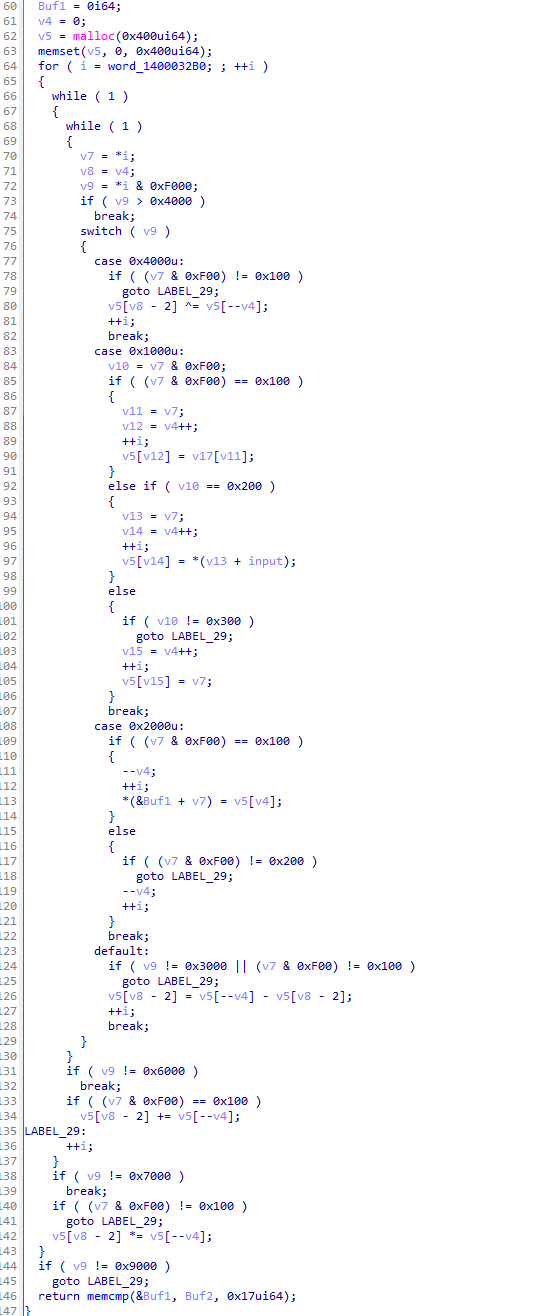 60 Buf1 = 0i64;
61 v4 = 0;
62 v5 = malloc(0x400ui64);
63 memset(v5, 0, 0x400ui64);
64 for ( i = word_1400032B0; ; ++i )
65 {
66 while ( 1 )
67 {
68 while ( 1 )
69 {
70 v7 = *i;
71 v8 = v4;
72 v9 = *i & 0xF000;
73 if ( v9 > 0x4000 )
74 break;
75 switch ( v9 )
76 {
77 case 0x4000u:
78 if ( (v7 & 0xF00) != 0x100 )
79 goto LABEL_29;
80 v5[v8 - 2] ^= v5[--v4];
81 ++i;
82 break;
83 case 0x1000u:
84 v10 = v7 & 0xF00;
85 if ( (v7 & 0xF00) == 0x100 )
86 {
87 v11 = v7;
88 v12 = v4++;
89 ++i;
90 v5[v12] = v17[v11];
91 }
92 else if ( v10 == 0x200 )
93 {
94 v13 = v7;
95 v14 = v4++;
96 ++i;
97 v5[v14] = *(v13 + input);
98 }
99 else
100 {
101 if ( v10 != 0x300 )
102 goto LABEL_29;
103 v15 = v4++;
104 ++i;
105 v5[v15] = v7;
106 }
107 break;
108 case 0x2000u:
109 if ( (v7 & 0xF00) == 0x100 )
110 {
111 --v4;
112 ++i;
113 *(&Buf1 + v7) = v5[v4];
114 }
115 else
116 {
117 if ( (v7 & 0xF00) != 0x200 )
118 goto LABEL_29;
119 --v4;
120 ++i;
121 }
122 break;
123 default:
124 if ( v9 != 0x3000 || (v7 & 0xF00) != 0x100 )
125 goto LABEL_29;
126 v5[v8 - 2] = v5[--v4] - v5[v8 - 2];
127 ++i;
128 break;
129 }
130 }
131 if ( v9 != 0x6000 )
132 break;
133 if ( (v7 & 0xF00) == 0x100 )
134 v5[v8 - 2] += v5[--v4];
135 LABEL_29:
136 ++i;
137 }
138 if ( v9 != 0x7000 )
139 break;
140 if ( (v7 & 0xF00) != 0x100 )
141 goto LABEL_29;
142 v5[v8 - 2] *= v5[--v4];
143 }
144 if ( v9 != 0x9000 )
145 goto LABEL_29;
146 return memcmp(&Buf1, Buf2, 0x17ui64);
147 }